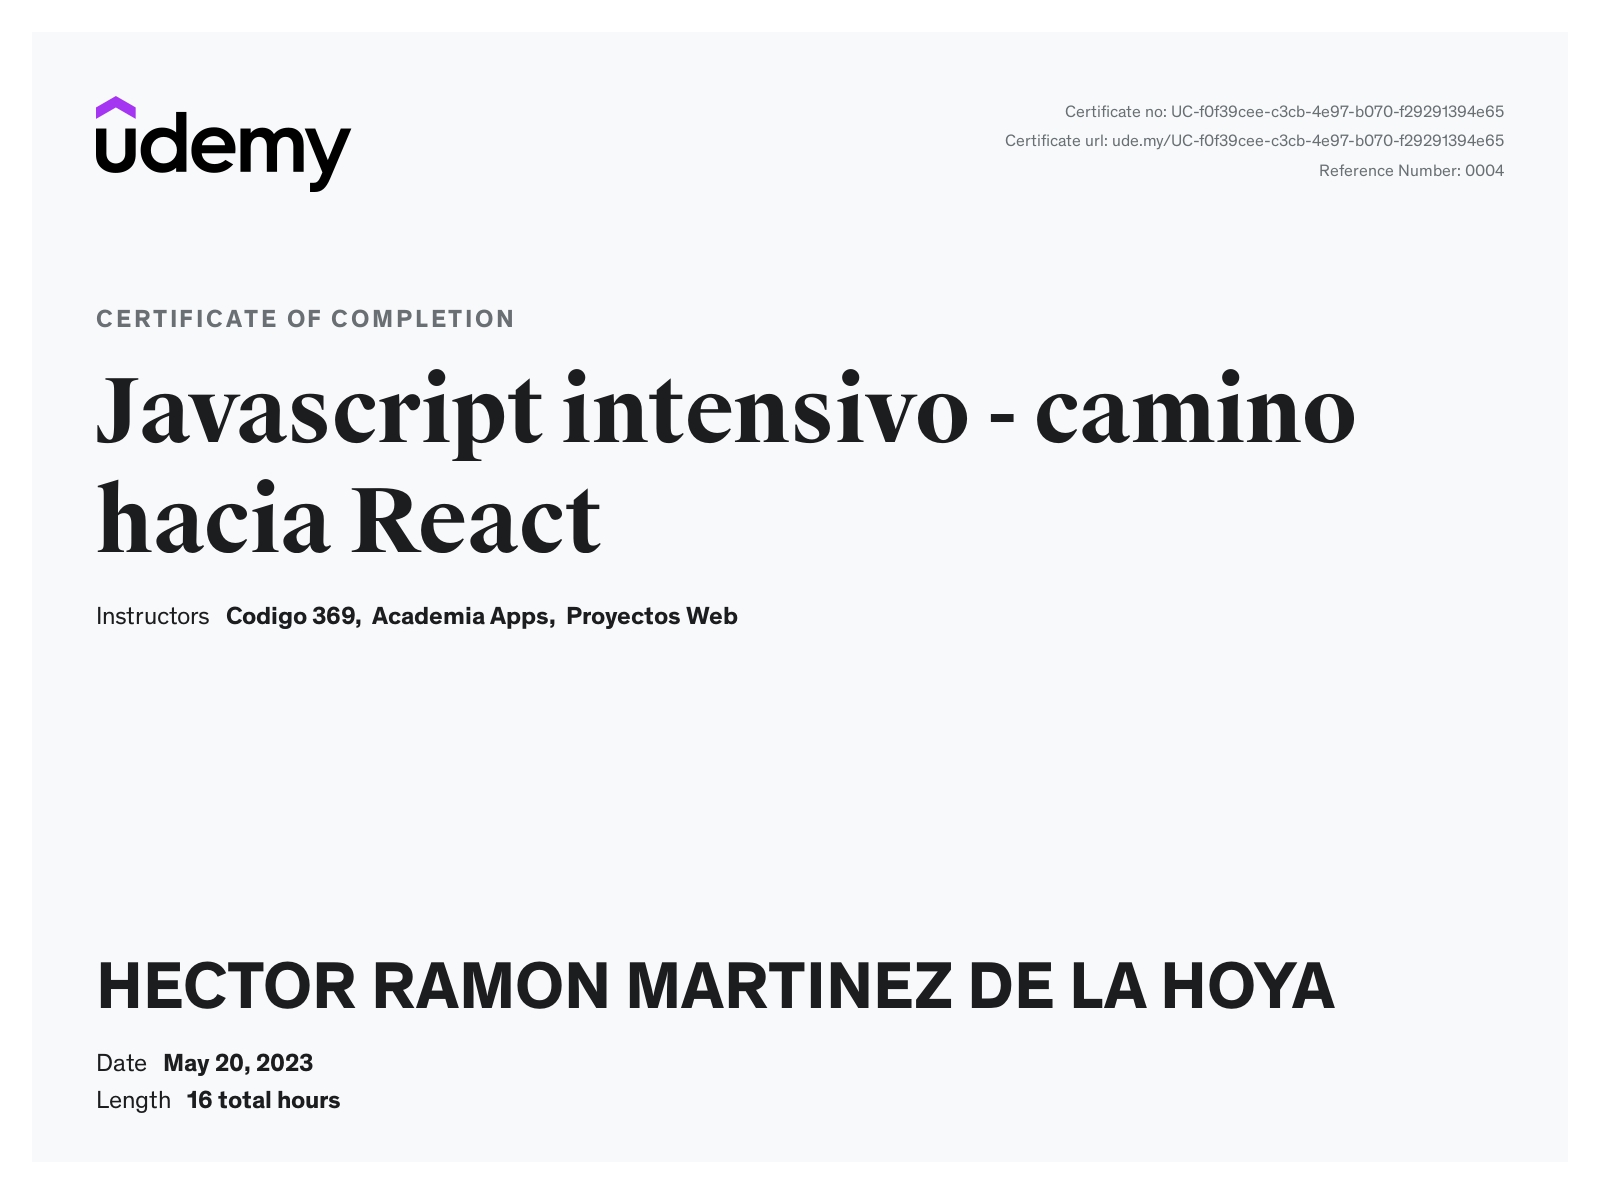 udemy
Certificate no: UC-f0f39cee-c3cb-4e97-b070-f29291394e65
Certificate url: ude.my/UC-f0f39cee-c3cb-4e97-b070-f29291394e65
Reference Number: 0004
CERTIFICATE OF COMPLETION
Javascript intensivo - camino
hacia React
Instructors Codigo 369, Academia Apps, Proyectos Web
HECTOR RAMON MARTINEZ DE LA HOYA
Date May 20, 2023
Length 16 total hours